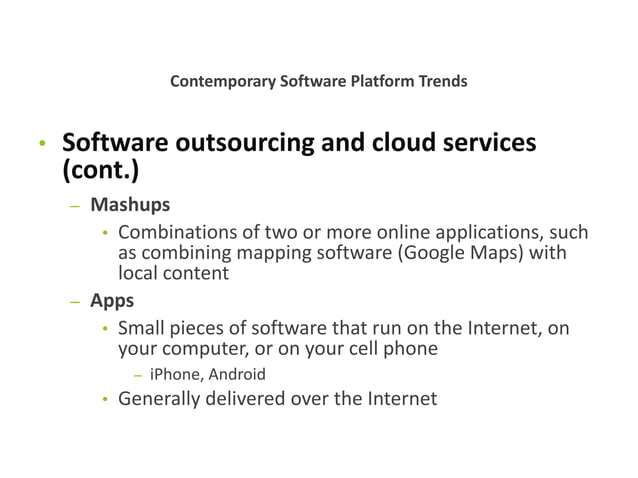 Contemporary Software Platform Trends
• Software outsourcing and cloud services
(cont.)
– Mashups
• Combinations of two or more online applications, such
as combining mapping software (Google Maps) with
local content
– Apps
• Small pieces of software that run on the Internet, on
your computer, or on your cell phone
– iPhone, Android
• Generally delivered over the Internet